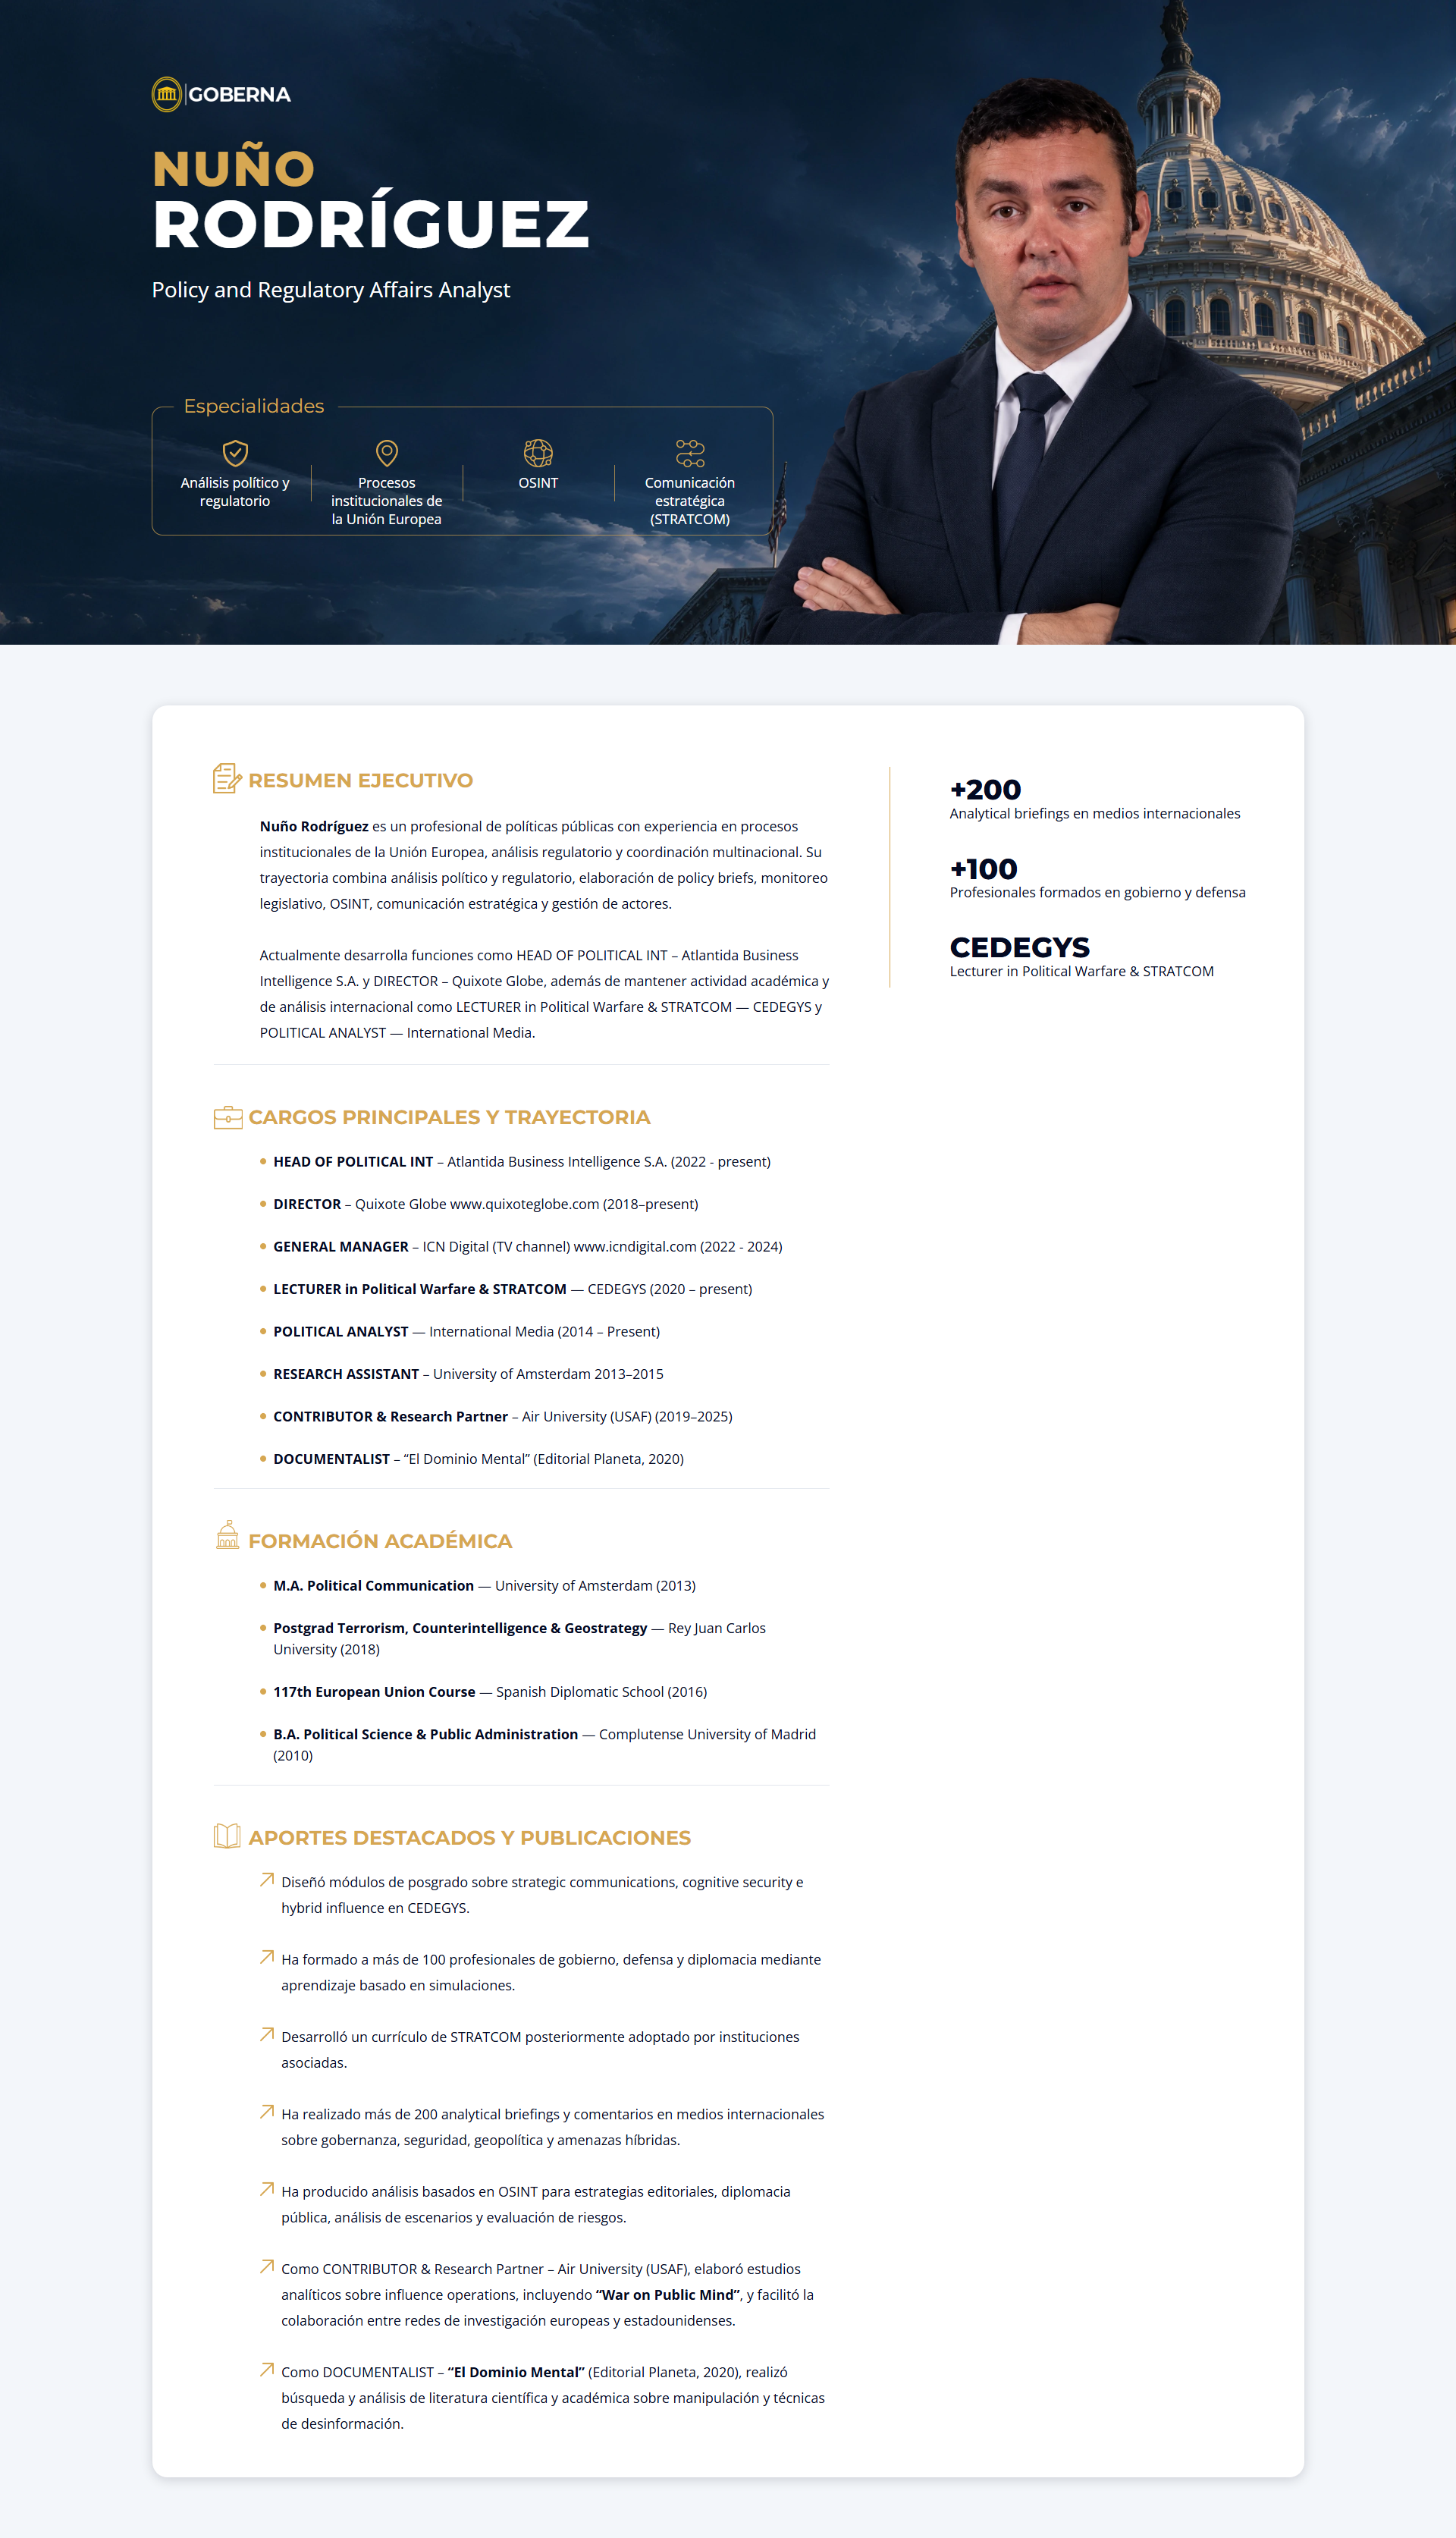 GOBERNA
NUÑO
RODRÍGUEZ
Policy and Regulatory Affairs Analyst
Especialidades
Análisis político y
regulatorio
Procesos
institucionales de
la Unión Europea
OSINT
Comunicación
estratégica
(STRATCOM)
RESUMEN EJECUTIVO
Nuño Rodríguez es un profesional de políticas públicas con experiencia en procesos
institucionales de la Unión Europea, análisis regulatorio y coordinación multinacional. Su
trayectoria combina análisis político y regulatorio, elaboración de policy briefs, monitoreo
legislativo, OSINT, comunicación estratégica y gestión de actores.
Actualmente desarrolla funciones como HEAD OF POLITICAL INT – Atlantida Business
Intelligence S.A. y DIRECTOR – Quixote Globe, además de mantener actividad académica y
de análisis internacional como LECTURER in Political Warfare & STRATCOM — CEDEGYS y
POLITICAL ANALYST — International Media.
+200
Analytical briefings en medios internacionales
+100
Profesionales formados en gobierno y defensa
CEDEGYS
Lecturer in Political Warfare & STRATCOM
CARGOS PRINCIPALES Y TRAYECTORIA
HEAD OF POLITICAL INT – Atlantida Business Intelligence S.A. (2022 - present)
DIRECTOR – Quixote Globe www.quixoteglobe.com (2018–present)
GENERAL MANAGER – ICN Digital (TV channel) www.icndigital.com (2022 - 2024)
LECTURER in Political Warfare & STRATCOM — CEDEGYS (2020 – present)
POLITICAL ANALYST — International Media (2014 – Present)
RESEARCH ASSISTANT – University of Amsterdam 2013–2015
CONTRIBUTOR & Research Partner – Air University (USAF) (2019–2025)
DOCUMENTALIST – “El Dominio Mental” (Editorial Planeta, 2020)
FORMACIÓN ACADÉMICA
M.A. Political Communication — University of Amsterdam (2013)
Postgrad Terrorism, Counterintelligence & Geostrategy — Rey Juan Carlos
University (2018)
117th European Union Course — Spanish Diplomatic School (2016)
B.A. Political Science & Public Administration — Complutense University of Madrid
(2010)
APORTES DESTACADOS Y PUBLICACIONES
Diseñó módulos de posgrado sobre strategic communications, cognitive security e
hybrid influence en CEDEGYS.
Ha formado a más de 100 profesionales de gobierno, defensa y diplomacia mediante
aprendizaje basado en simulaciones.
Desarrolló un currículo de STRATCOM posteriormente adoptado por instituciones
asociadas.
Ha realizado más de 200 analytical briefings y comentarios en medios internacionales
sobre gobernanza, seguridad, geopolítica y amenazas híbridas.
Ha producido análisis basados en OSINT para estrategias editoriales, diplomacia
pública, análisis de escenarios y evaluación de riesgos.
Como CONTRIBUTOR & Research Partner – Air University (USAF), elaboró estudios
analíticos sobre influence operations, incluyendo “War on Public Mind”, y facilitó la
colaboración entre redes de investigación europeas y estadounidenses.
Como DOCUMENTALIST – “El Dominio Mental” (Editorial Planeta, 2020), realizó
búsqueda y análisis de literatura científica y académica sobre manipulación y técnicas
de desinformación.